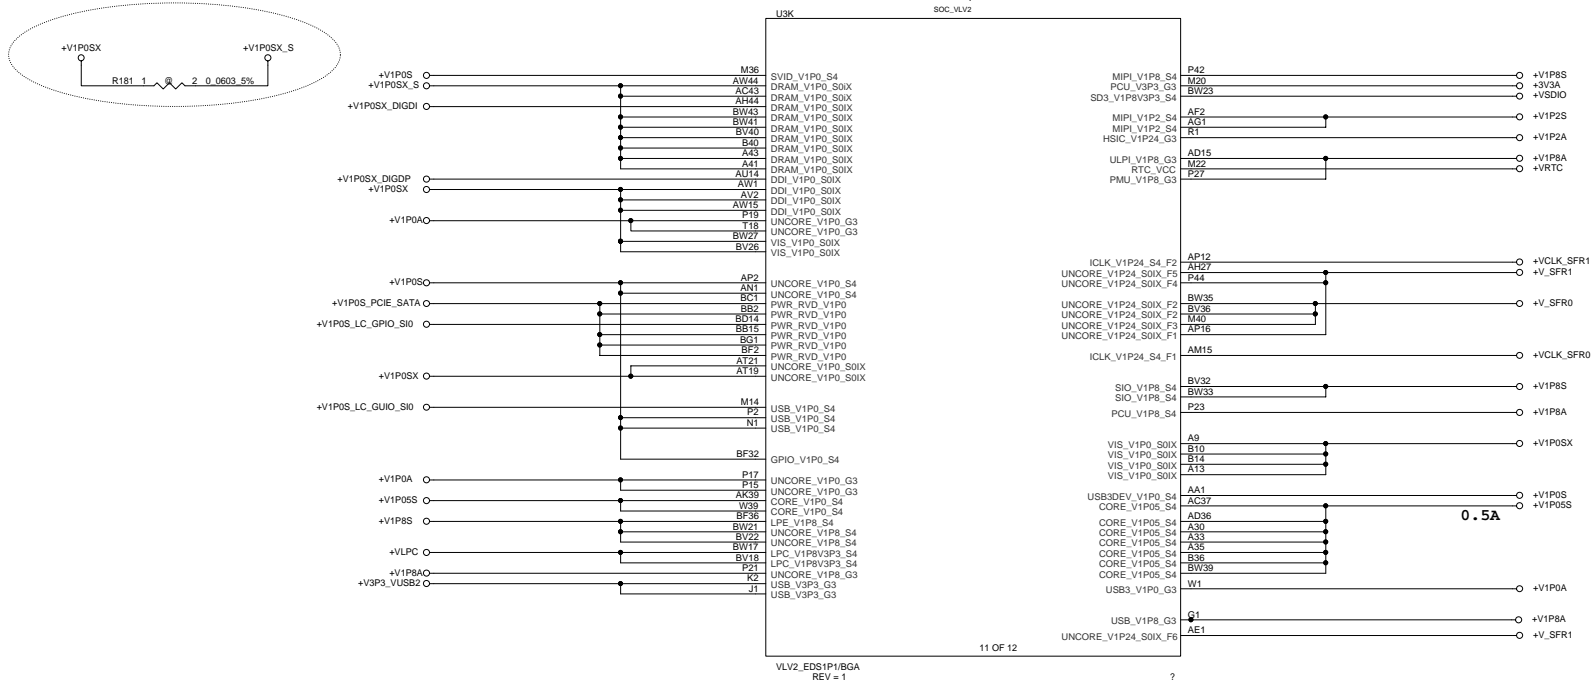 SOC_VLV2
U3K
+V1P0SX
+V1P0SX_S
R181 1 @ 2 0_0603_5%
+V1P0S M36 SVID_V1P0_S4
+V1P0SX_S AW44 DRAM_V1P0_S0iX
AC43 DRAM_V1P0_S0iX
+V1P0SX_DIGDI AH44 DRAM_V1P0_S0IX
BW43 DRAM_V1P0_S0IX
BW41 DRAM_V1P0_S0IX
BV40 DRAM_V1P0_S0IX
B40 DRAM_V1P0_S0IX
A43 DRAM_V1P0_S0IX
A41 DRAM_V1P0_S0IX
+V1P0SX_DIGDP AU14 DDI_V1P0_S0IX
+V1P0SX AW1 DDI_V1P0_S0IX
AV2 DDI_V1P0_S0IX
AW15 DDI_V1P0_S0IX
+V1P0A P19 UNCORE_V1P0_G3
T18 UNCORE_V1P0_G3
BW27 VIS_V1P0_S0IX
BV26 VIS_V1P0_S0IX
+V1P0S AP2 UNCORE_V1P0_S4
AN1 UNCORE_V1P0_S4
+V1P0S_PCIE_SATA BC1 PWR_RVD_V1P0
BB2 PWR_RVD_V1P0
+V1P0S_LC_GPIO_SI0 BD14 PWR_RVD_V1P0
BB15 PWR_RVD_V1P0
BG1 PWR_RVD_V1P0
BF2 PWR_RVD_V1P0
AT21 UNCORE_V1P0_S0IX
+V1P0SX AT19 UNCORE_V1P0_S0IX
+V1P0S_LC_GUIO_SI0 M14 USB_V1P0_S4
P2 USB_V1P0_S4
N1 USB_V1P0_S4
BF32 GPIO_V1P0_S4
+V1P0A P17 UNCORE_V1P0_G3
P15 UNCORE_V1P0_G3
+V1P05S AK39 CORE_V1P0_S4
W39 CORE_V1P0_S4
+V1P8S BF36 LPE_V1P8_S4
BW21 UNCORE_V1P8_S4
BV22 UNCORE_V1P8_S4
+VLPC BW17 LPC_V1P8V3P3_S4
BV18 LPC_V1P8V3P3_S4
+V1P8A P21 UNCORE_V1P8_G3
+V3P3_VUSB2 K2 USB_V3P3_G3
J1 USB_V3P3_G3
MIPI_V1P8_S4 P42 +V1P8S
PCU_V3P3_G3 M20 +3V3A
SD3_V1P8V3P3_S4 BW23 +VSDIO
MIPI_V1P2_S4 AF2 +V1P2S
MIPI_V1P2_S4 AG1
HSIC_V1P24_G3 R1 +V1P2A
ULPI_V1P8_G3 AD15 +V1P8A
RTC_VCC M22 +VRTC
PMU_V1P8_G3 P27
ICLK_V1P24_S4_F2 AP12 +VCLK_SFR1
UNCORE_V1P24_S0IX_F5 AH27 +V_SFR1
UNCORE_V1P24_S0IX_F4 P44
UNCORE_V1P24_S0IX_F2 BW35 +V_SFR0
UNCORE_V1P24_S0IX_F2 BV36
UNCORE_V1P24_S0IX_F3 M40
UNCORE_V1P24_S0IX_F1 AP16
ICLK_V1P24_S4_F1 AM15 +VCLK_SFR0
SIO_V1P8_S4 BV32 +V1P8S
SIO_V1P8_S4 BW33
PCU_V1P8_S4 P23 +V1P8A
VIS_V1P0_S0IX A9 +V1P0SX
VIS_V1P0_S0IX B10
VIS_V1P0_S0IX B14
VIS_V1P0_S0IX A13
USB3DEV_V1P0_S4 AA1 +V1P0S
CORE_V1P05_S4 AC37 +V1P05S
0.5A
CORE_V1P05_S4 AD36
CORE_V1P05_S4 A30
CORE_V1P05_S4 A33
CORE_V1P05_S4 A35
CORE_V1P05_S4 B36
CORE_V1P05_S4 BW39
USB3_V1P0_G3 W1 +V1P0A
USB_V1P8_G3 G1 +V1P8A
UNCORE_V1P24_S0IX_F6 AE1 +V_SFR1
11 OF 12
VLV2_EDS1P1/BGA
REV = 1
?